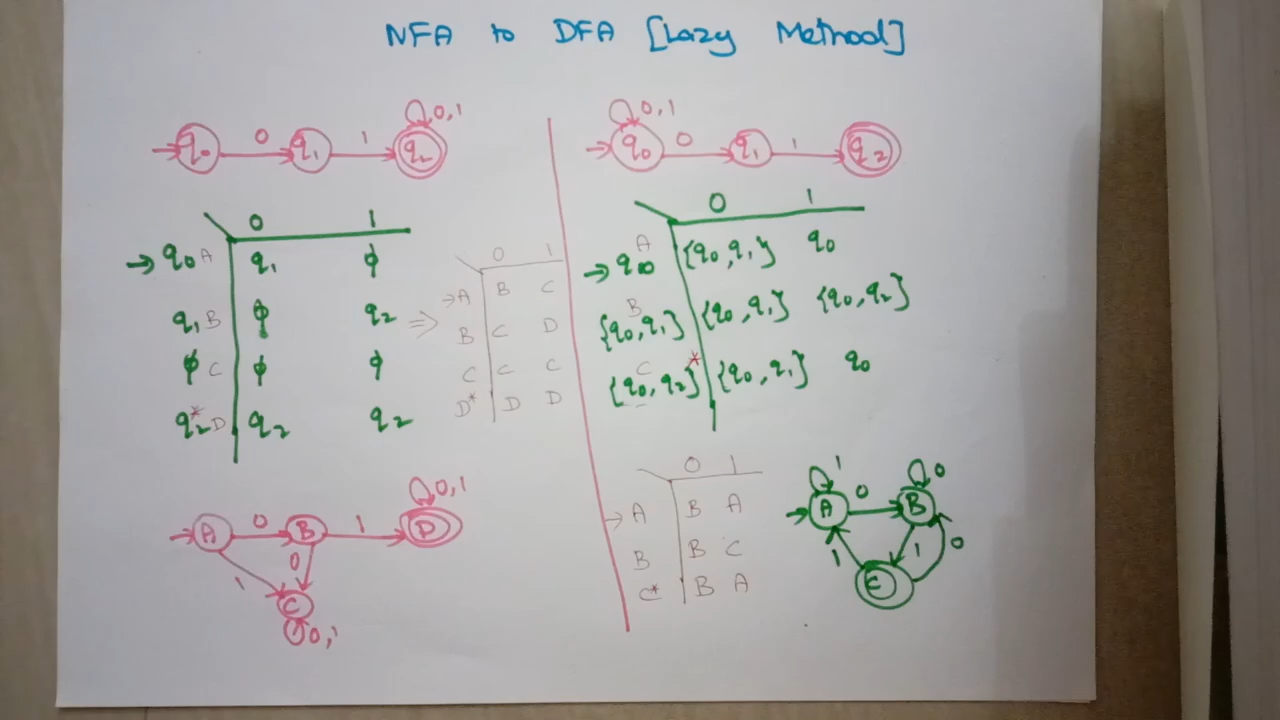 NFA to DFA [Lazy Method]
0,1
→ q0 0 q1 1 q2
0 1
→ q0 A q1 φ
q1 B φ q2
φ C φ φ
q2* D q2 q2
⇒
0 1
→A B C
B C D
C C C
D* D D
0,1
A 0 B 1 D
1 0
C
0,1
0,1
→ q0 0 q1 1 q2
0 1
A
→ q0 {q0,q1} q0
B
{q0,q1} {q0,q1} {q0,q2}
C
{q0,q2}* {q0,q1} q0
0 1
→ A B A
B B C
C* B A
1 0
A 0 B
1 1 0
C